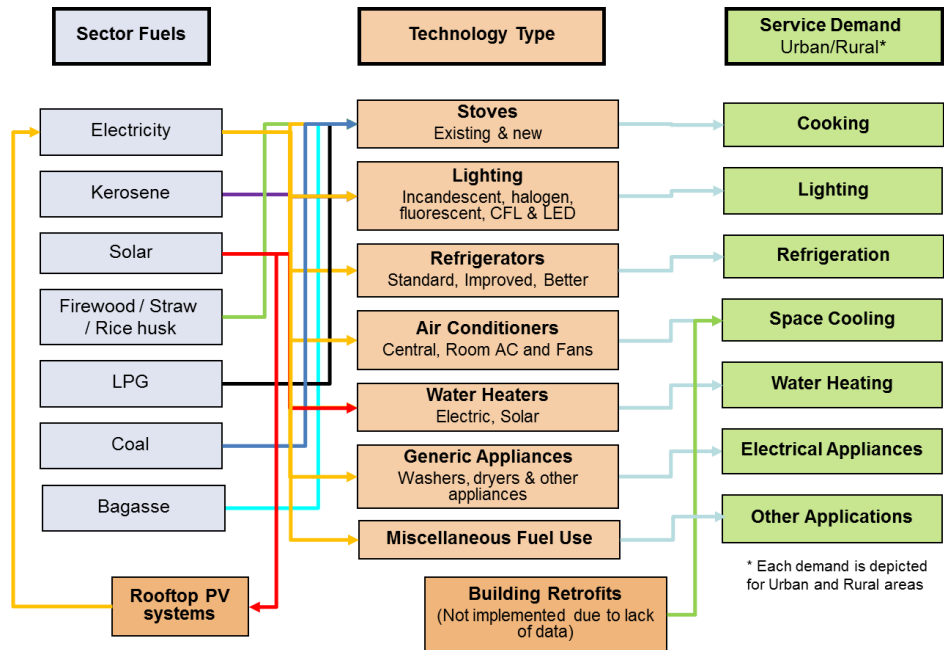 Sector Fuels
Technology Type
Service Demand
Urban/Rural*
Electricity
Kerosene
Solar
Firewood / Straw
/ Rice husk
LPG
Coal
Bagasse
Rooftop PV
systems
Stoves
Existing & new
Lighting
Incandescent, halogen,
fluorescent, CFL & LED
Refrigerators
Standard, Improved, Better
Air Conditioners
Central, Room AC and Fans
Water Heaters
Electric, Solar
Generic Appliances
Washers, dryers & other
appliances
Miscellaneous Fuel Use
Building Retrofits
(Not implemented due to lack
of data)
Cooking
Lighting
Refrigeration
Space Cooling
Water Heating
Electrical Appliances
Other Applications
* Each demand is depicted
for Urban and Rural areas